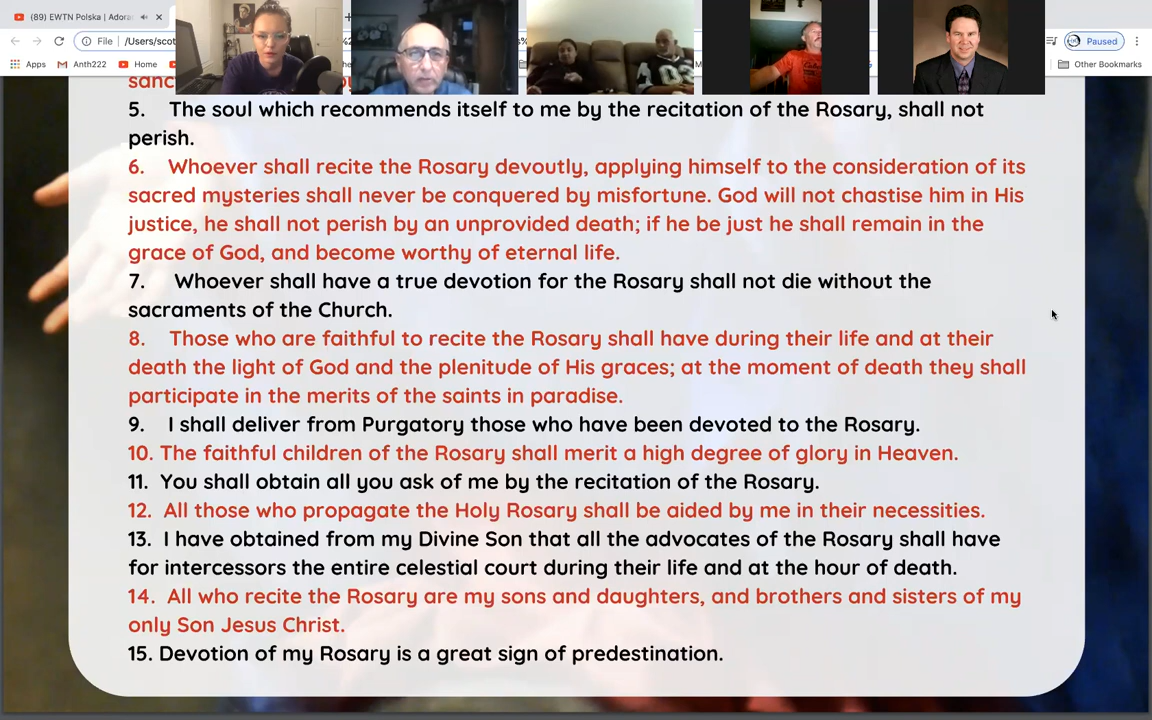 (89) EWTN Polska | Adora
File
/Users/scot
Paused
Apps
Anth222
Home
Other Bookmarks
5. The soul which recommends itself to me by the recitation of the Rosary, shall not
perish.
6. Whoever shall recite the Rosary devoutly, applying himself to the consideration of its
sacred mysteries shall never be conquered by misfortune. God will not chastise him in His
justice, he shall not perish by an unprovided death; if he be just he shall remain in the
grace of God, and become worthy of eternal life.
7. Whoever shall have a true devotion for the Rosary shall not die without the
sacraments of the Church.
8. Those who are faithful to recite the Rosary shall have during their life and at their
death the light of God and the plenitude of His graces; at the moment of death they shall
participate in the merits of the saints in paradise.
9. I shall deliver from Purgatory those who have been devoted to the Rosary.
10. The faithful children of the Rosary shall merit a high degree of glory in Heaven.
11. You shall obtain all you ask of me by the recitation of the Rosary.
12. All those who propagate the Holy Rosary shall be aided by me in their necessities.
13. I have obtained from my Divine Son that all the advocates of the Rosary shall have
for intercessors the entire celestial court during their life and at the hour of death.
14. All who recite the Rosary are my sons and daughters, and brothers and sisters of my
only Son Jesus Christ.
15. Devotion of my Rosary is a great sign of predestination.